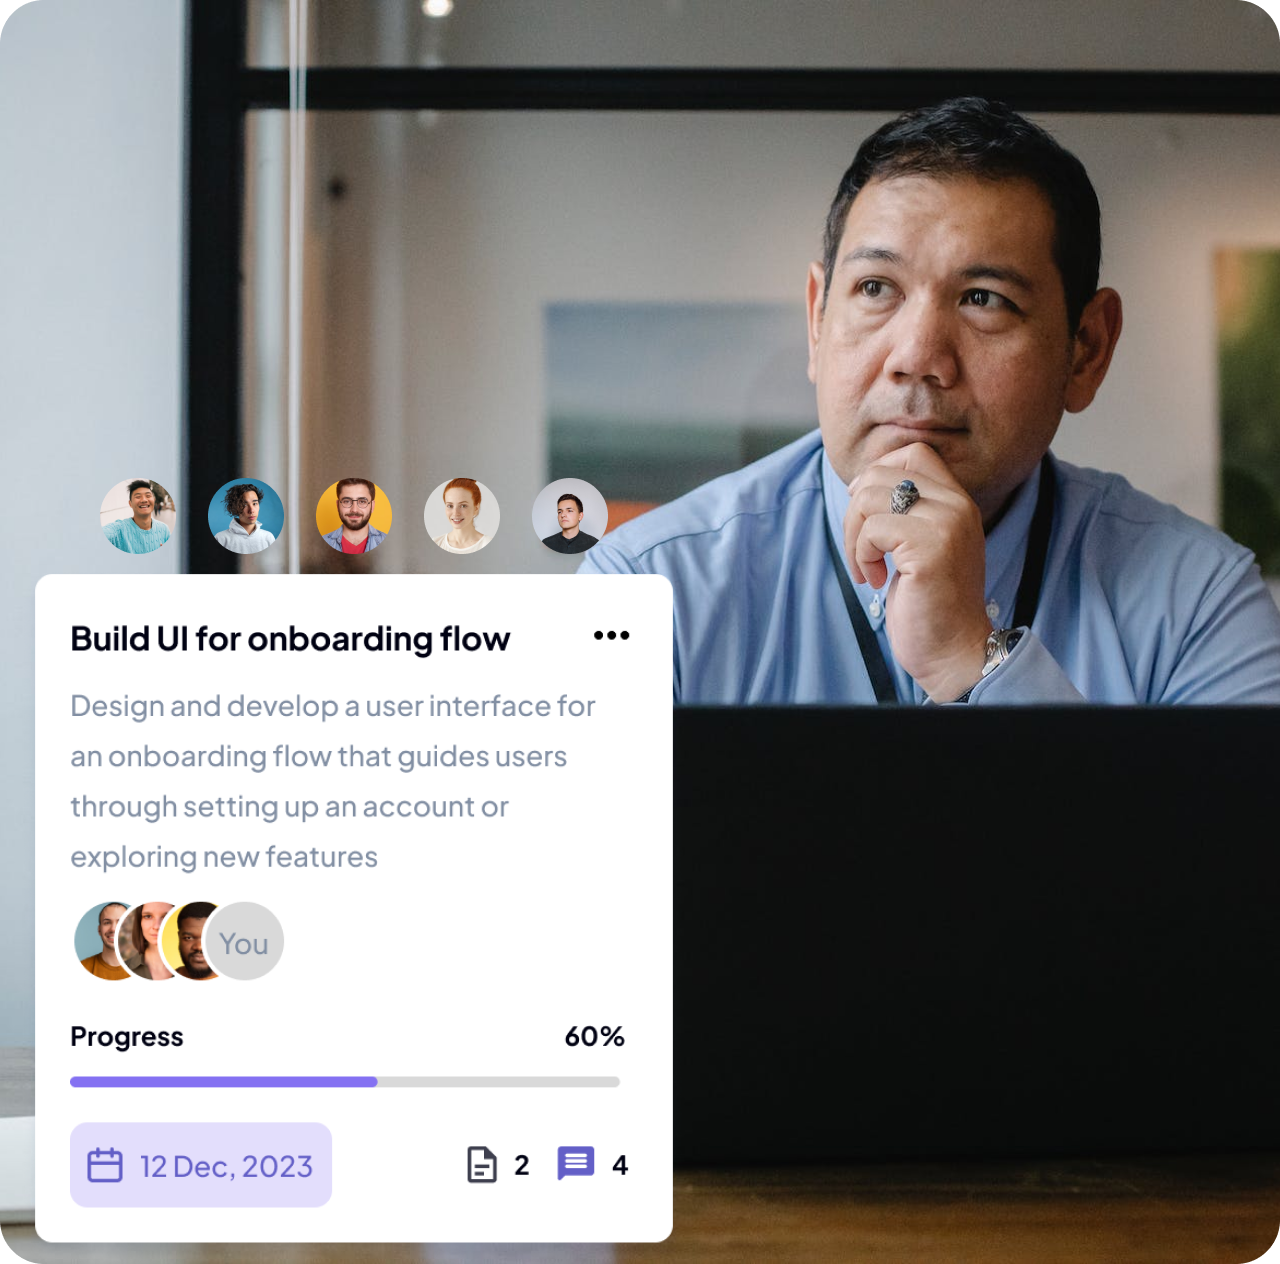 Build UI for onboarding flow
Design and develop a user interface for
an onboarding flow that guides users
through setting up an account or
exploring new features
You
Progress 60%
12 Dec, 2023 2 4